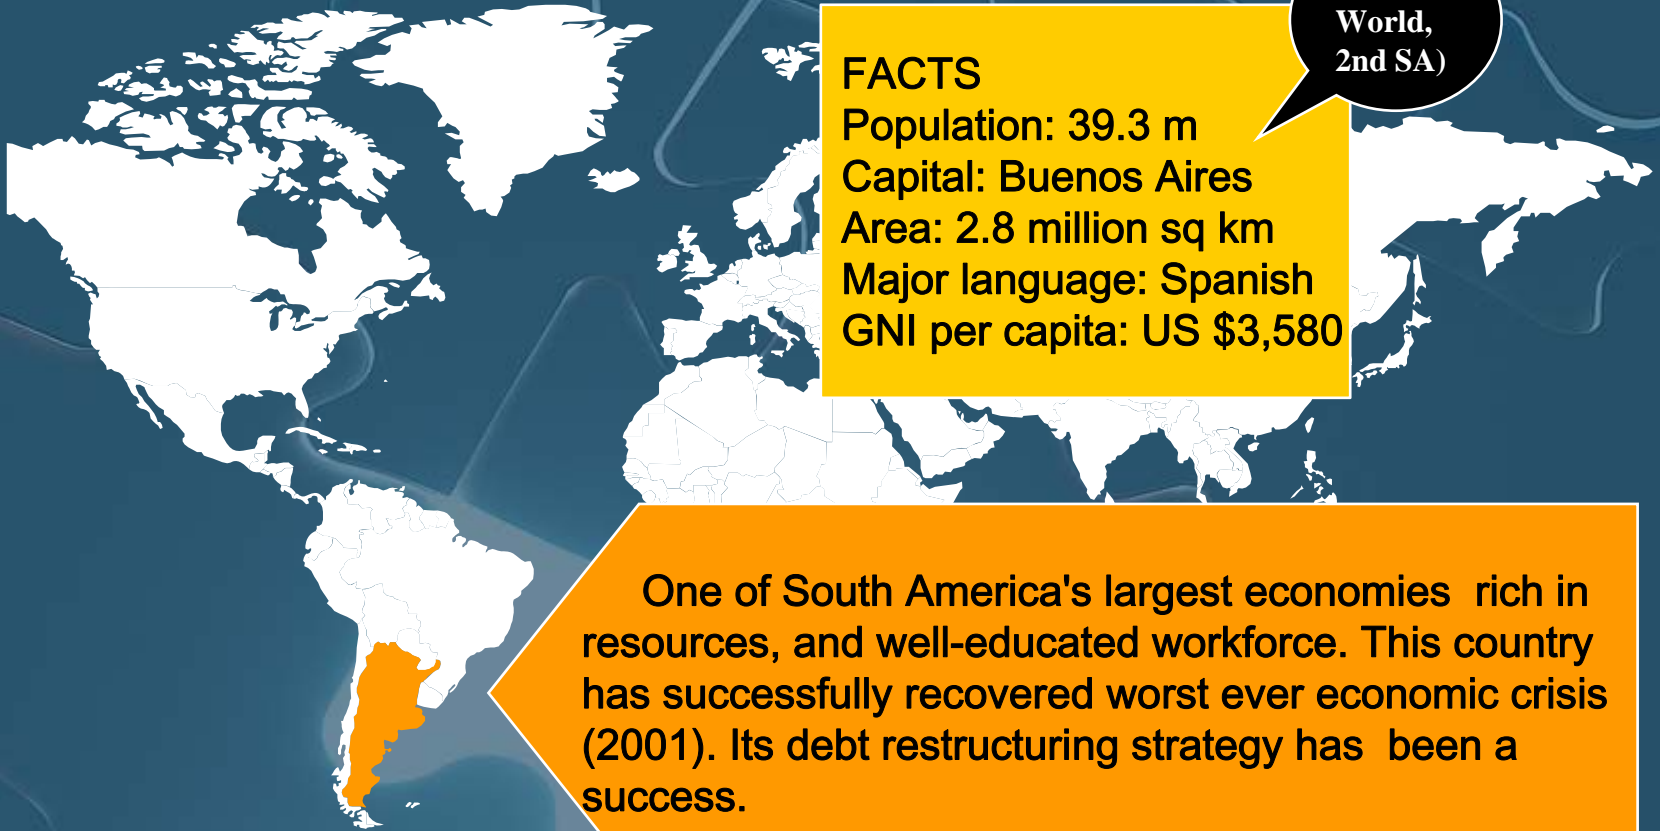 World,
2nd SA)
FACTS
Population: 39.3 m
Capital: Buenos Aires
Area: 2.8 million sq km
Major language: Spanish
GNI per capita: US $3,580
One of South America's largest economies  rich in
resources, and well-educated workforce. This country
has successfully recovered worst ever economic crisis
(2001). Its debt restructuring strategy has  been a
success.